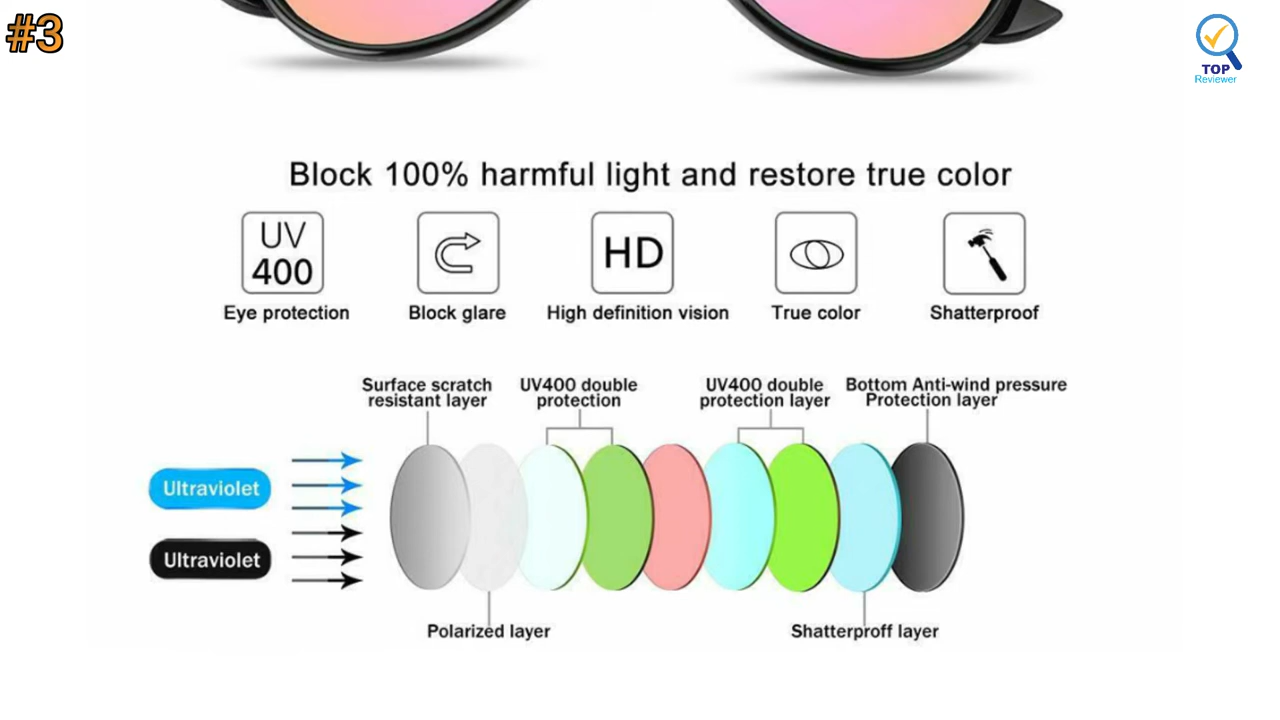 #3
TOP
Reviewer
Block 100% harmful light and restore true color
UV
400
HD
Eye protection
Block glare
High definition vision
True color
Shatterproof
Surface scratch
resistant layer
UV400 double
protection
UV400 double
protection layer
Bottom Anti-wind pressure
Protection layer
Ultraviolet
Ultraviolet
Polarized layer
Shatterproff layer